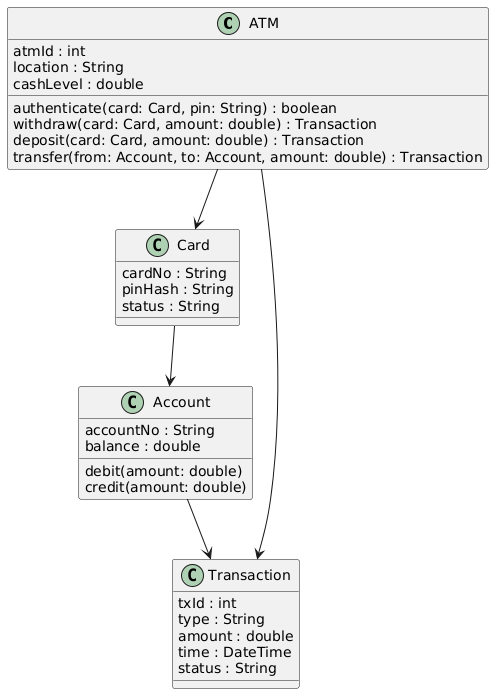 C ATM
atmId : int
location : String
cashLevel : double
authenticate(card: Card, pin: String) : boolean
withdraw(card: Card, amount: double) : Transaction
deposit(card: Card, amount: double) : Transaction
transfer(from: Account, to: Account, amount: double) : Transaction
C Card
cardNo : String
pinHash : String
status : String
C Account
accountNo : String
balance : double
debit(amount: double)
credit(amount: double)
C Transaction
txId : int
type : String
amount : double
time : DateTime
status : String